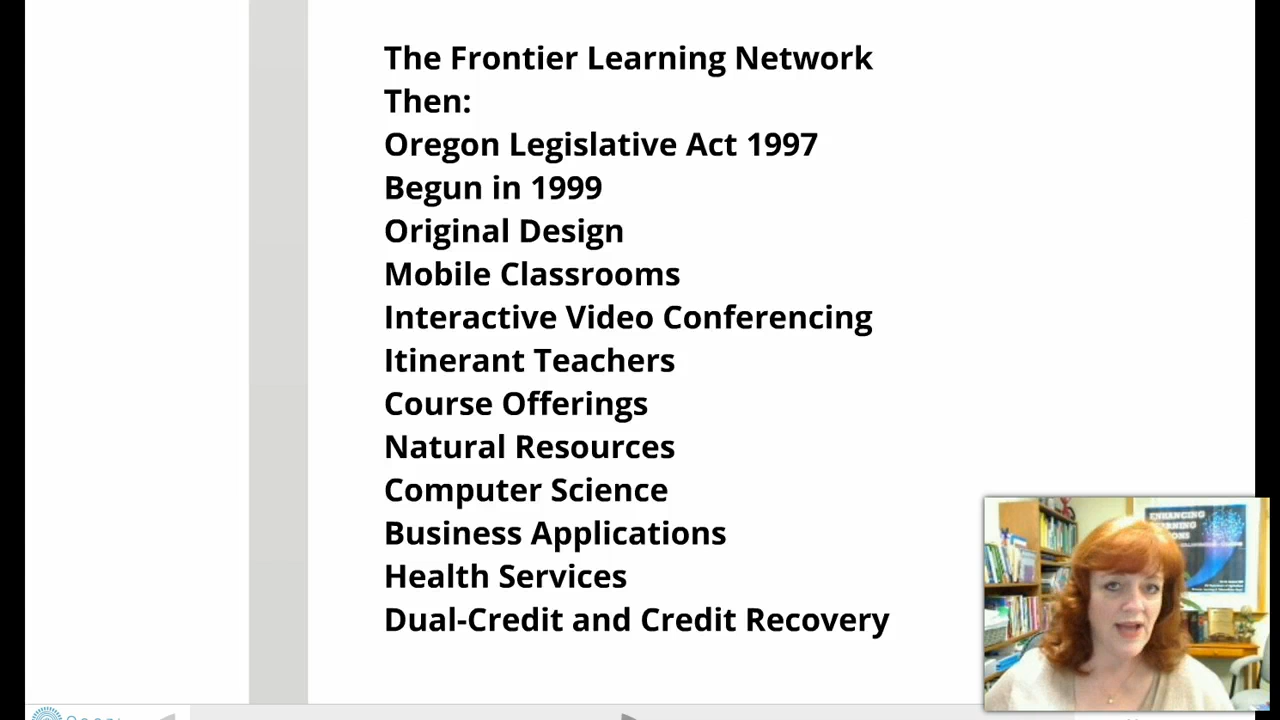 The Frontier Learning Network
Then:
Oregon Legislative Act 1997
Begun in 1999
Original Design
Mobile Classrooms
Interactive Video Conferencing
Itinerant Teachers
Course Offerings
Natural Resources
Computer Science
Business Applications
Health Services
Dual-Credit and Credit Recovery
ENHANCING